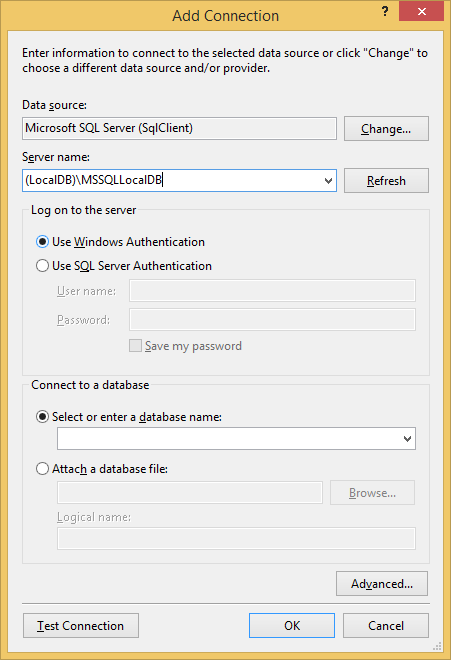 Add Connection
?
Enter information to connect to the selected data source or click "Change" to
choose a different data source and/or provider.
Data source:
Microsoft SQL Server (SqlClient)
Change...
Server name:
(LocalDB)\MSSQLLocalDB
Refresh
Log on to the server
Use Windows Authentication
Use SQL Server Authentication
User name:
Password:
Save my password
Connect to a database
Select or enter a database name:
Attach a database file:
Browse...
Logical name:
Advanced...
Test Connection
OK
Cancel